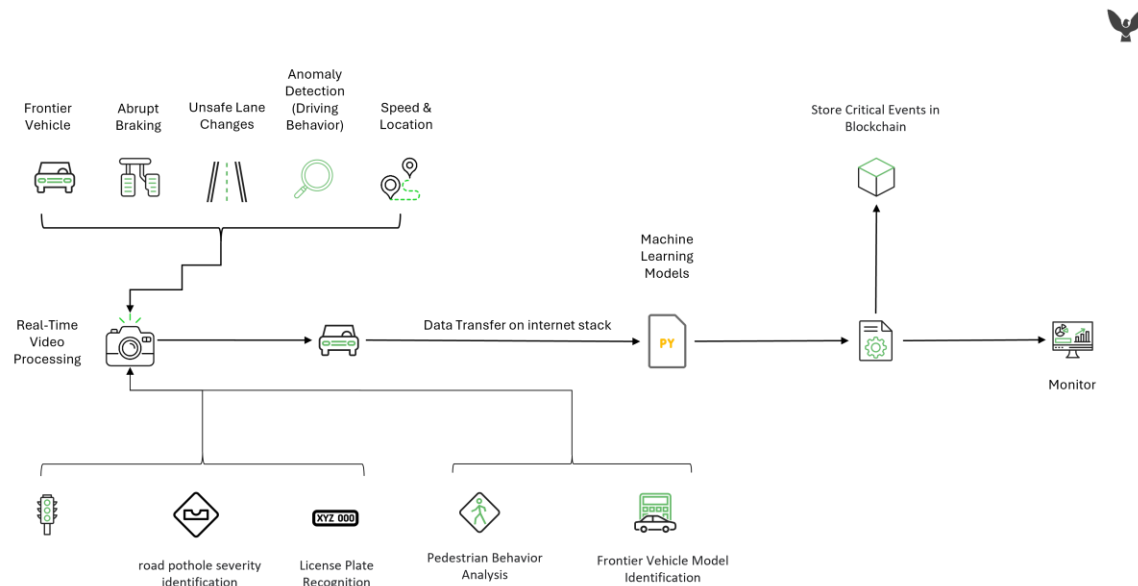 Frontier
Vehicle
Abrupt
Braking
Unsafe Lane
Changes
Anomaly
Detection
(Driving
Behavior)
Speed &
Location
Store Critical Events in
Blockchain
Machine
Learning
Models
Real-Time
Video
Processing
Data Transfer on internet stack
PY
Monitor
XYZ 000
road pothole severity
identification
License Plate
Recognition
Pedestrian Behavior
Analysis
Frontier Vehicle Model
Identification